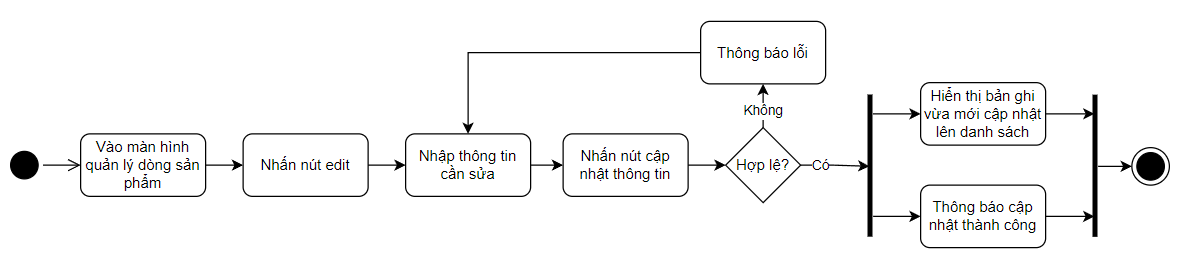 Vào màn hình
quản lý dòng sản
phẩm
Nhấn nút edit
Nhập thông tin
cần sửa
Nhấn nút cập
nhật thông tin
Hợp lệ?
Không
Thông báo lỗi
Có
Hiển thị bản ghi
vừa mới cập nhật
lên danh sách
Thông báo cập
nhật thành công